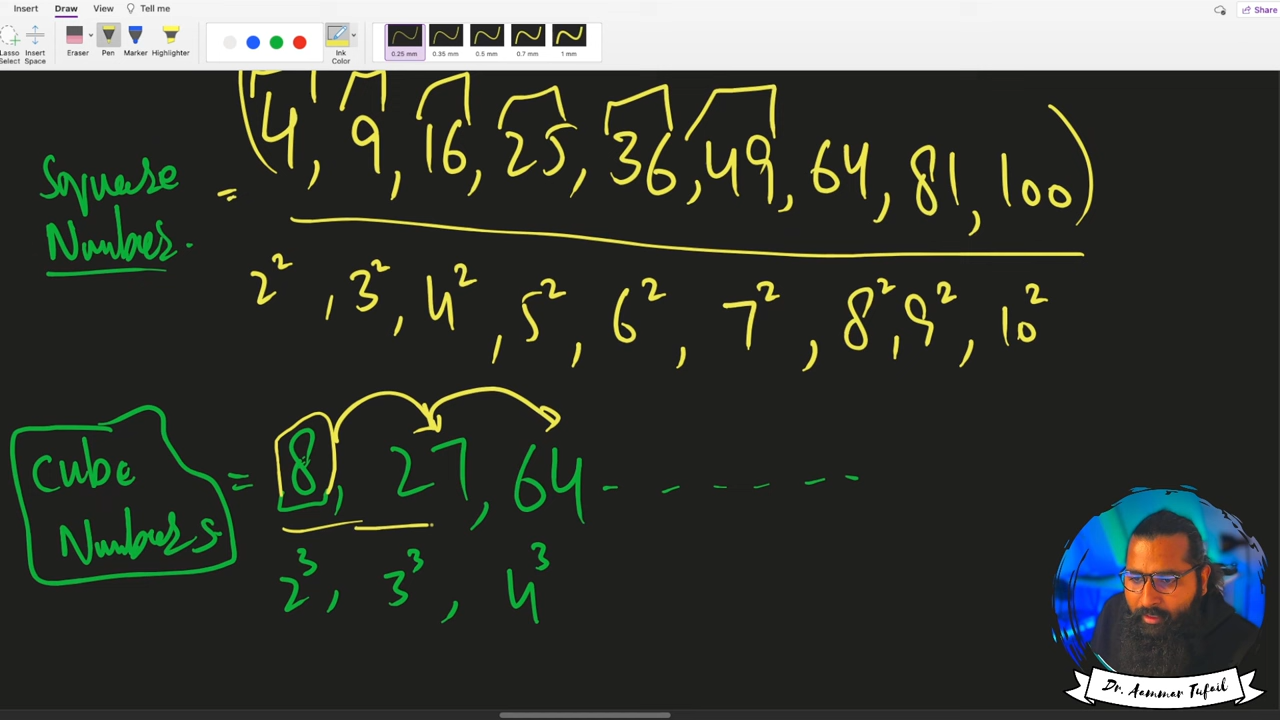 Insert Draw View Tell me
Share
Lasso Select
Insert Space
Eraser
Pen
Marker
Highlighter
Ink Color
0.25 mm
0.35 mm
0.5 mm
0.7 mm
1 mm
Square Numbers. = (4, 9, 16, 25, 36, 49, 64, 81, 100)
2², 3², 4², 5², 6², 7², 8², 9², 10²
Cube Numbers = 8, 27, 64 - - - - - -
2³, 3³, 4³
Dr. Aammar Tufail